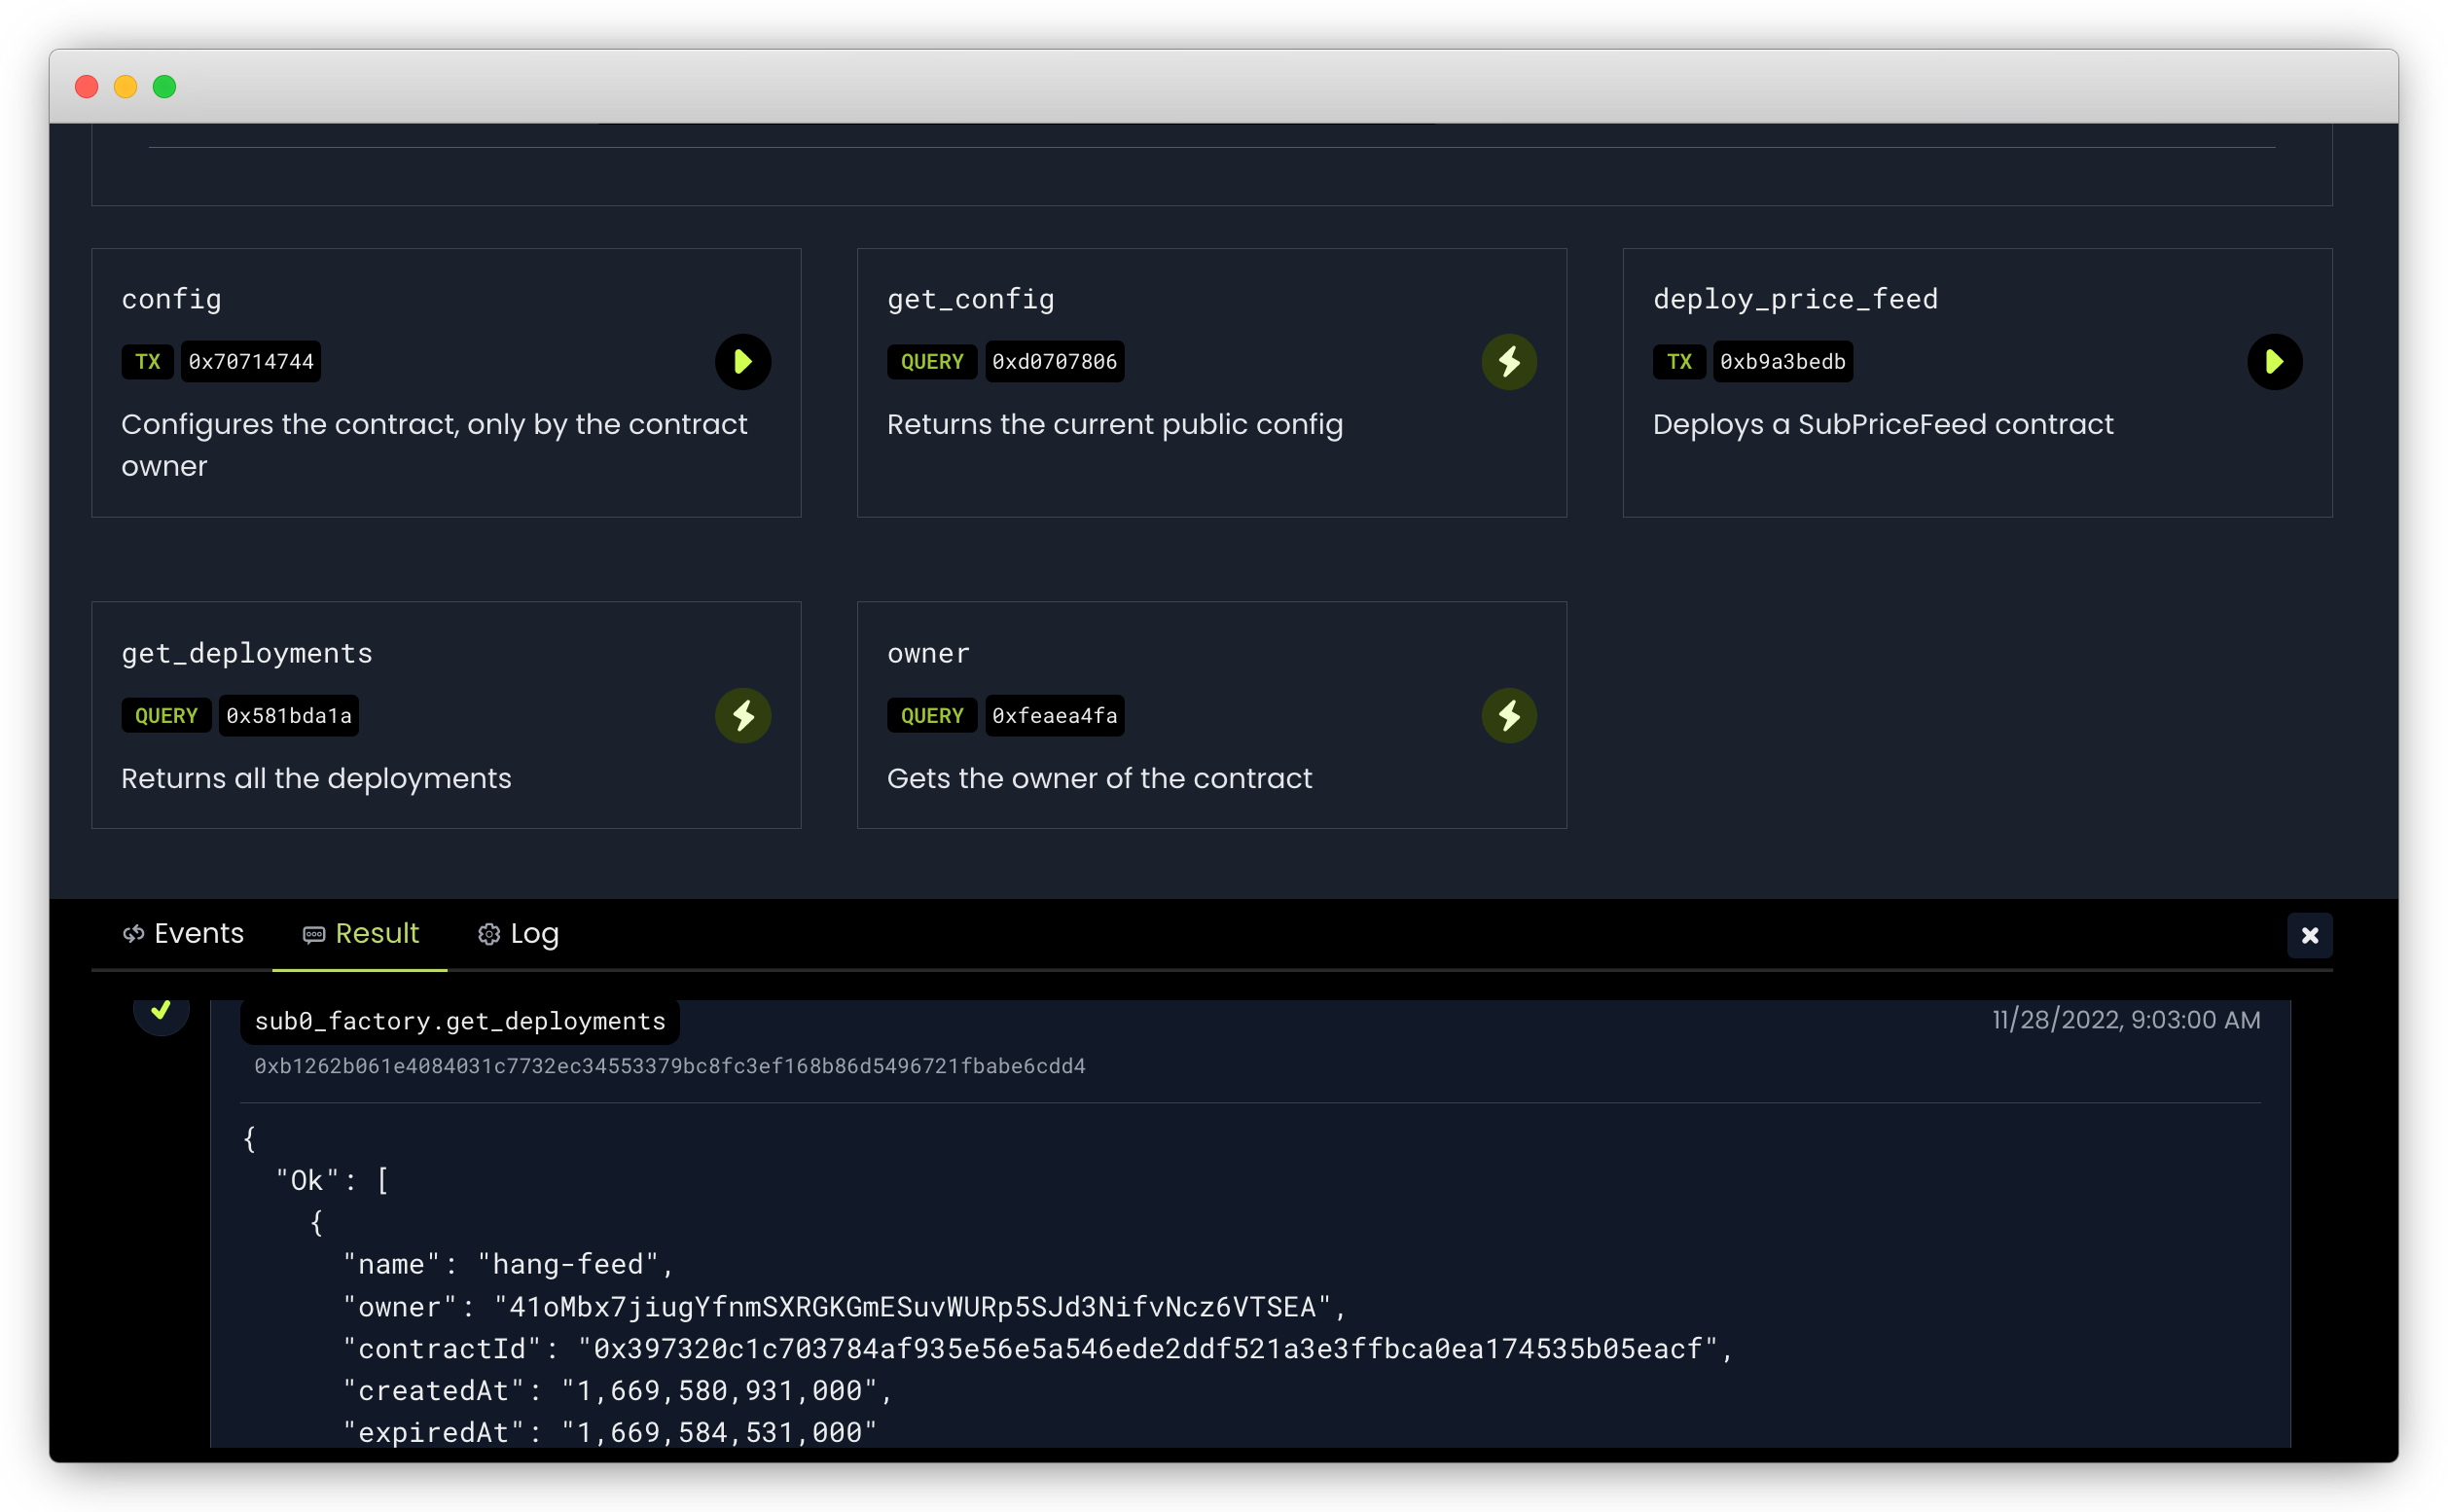 config
TX 0x70714744
Configures the contract, only by the contract
owner
get_config
QUERY 0xd0707806
Returns the current public config
deploy_price_feed
TX 0xb9a3bedb
Deploys a SubPriceFeed contract
get_deployments
QUERY 0x581bda1a
Returns all the deployments
owner
QUERY 0xfeaea4fa
Gets the owner of the contract
Events Result Log
sub0_factory.get_deployments 11/28/2022, 9:03:00 AM
0xb1262b061e4084031c7732ec34553379bc8fc3ef168b86d5496721fbabe6cdd4
{
"Ok": [
{
"name": "hang-feed",
"owner": "41oMbx7jiugYfnmSXRGKGmESuvWURp5SJd3NifvNcz6VTSEA",
"contractId": "0x397320c1c703784af935e56e5a546ede2ddf521a3e3ffbca0ea174535b05eacf",
"createdAt": "1,669,580,931,000",
"expiredAt": "1,669,584,531,000"